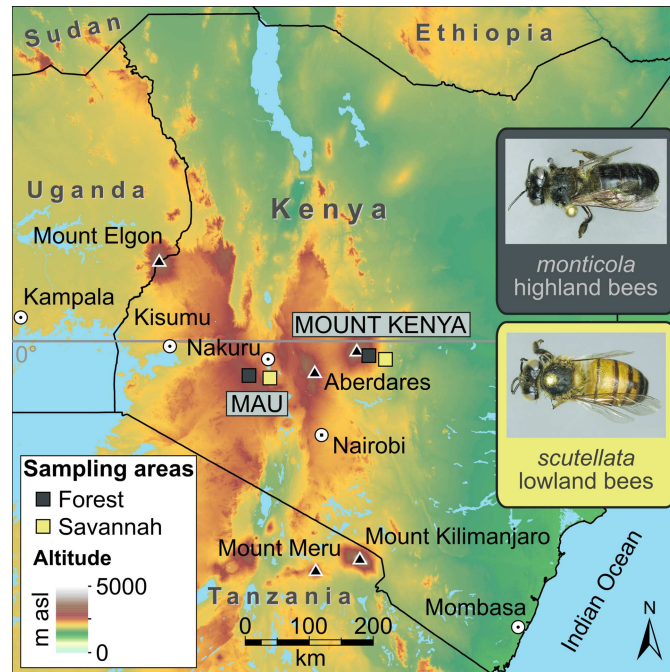 Sudan
Ethiopia
Uganda
Kenya
Mount Elgon
monticola
highland bees
Kampala
Kisumu
MOUNT KENYA
0°
Nakuru
Aberdares
MAU
scutellata
lowland bees
Nairobi
Sampling areas
Forest
Savannah
Altitude
5000
m asl
0
Mount Meru
Mount Kilimanjaro
Tanzania
Mombasa
Indian Ocean
N
0 100 200
km